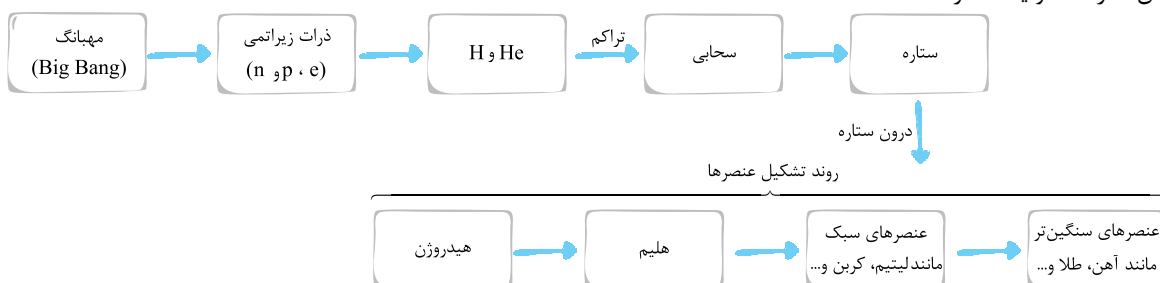 مهبانگ
(Big Bang)
ذرات زیراتمی
(n و p ، e)
H و He
تراکم
سحابی
ستاره
درون ستاره
روند تشکیل عنصرها
هیدروژن
هلیم
عنصرهای سبک
مانندلیتیم، کربن و...
عنصرهای سنگین‌تر
مانند آهن، طلا و...